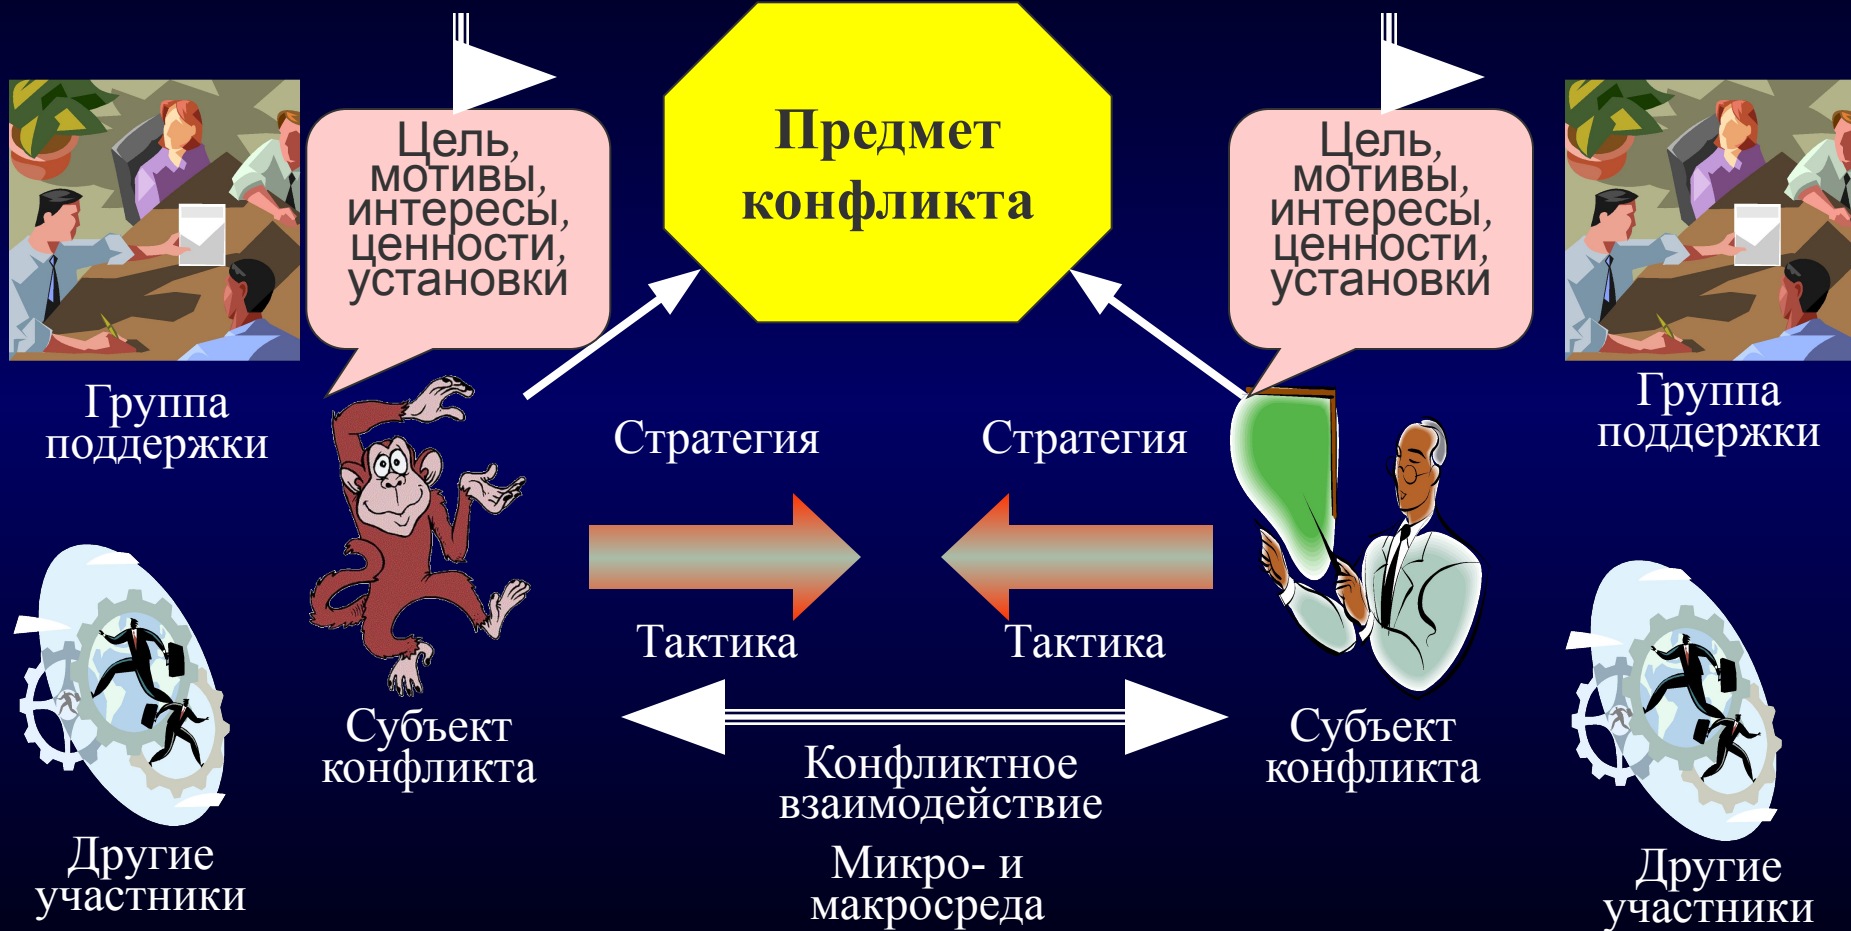 Предмет
конфликта
Цель,
мотивы,
интересы,
ценности,
установки
Цель,
мотивы,
интересы,
ценности,
установки
Группа
поддержки
Стратегия
Стратегия
Группа
поддержки
Тактика
Тактика
Субъект
конфликта
Конфликтное
взаимодействие
Субъект
конфликта
Другие
участники
Микро- и
макросреда
Другие
участники